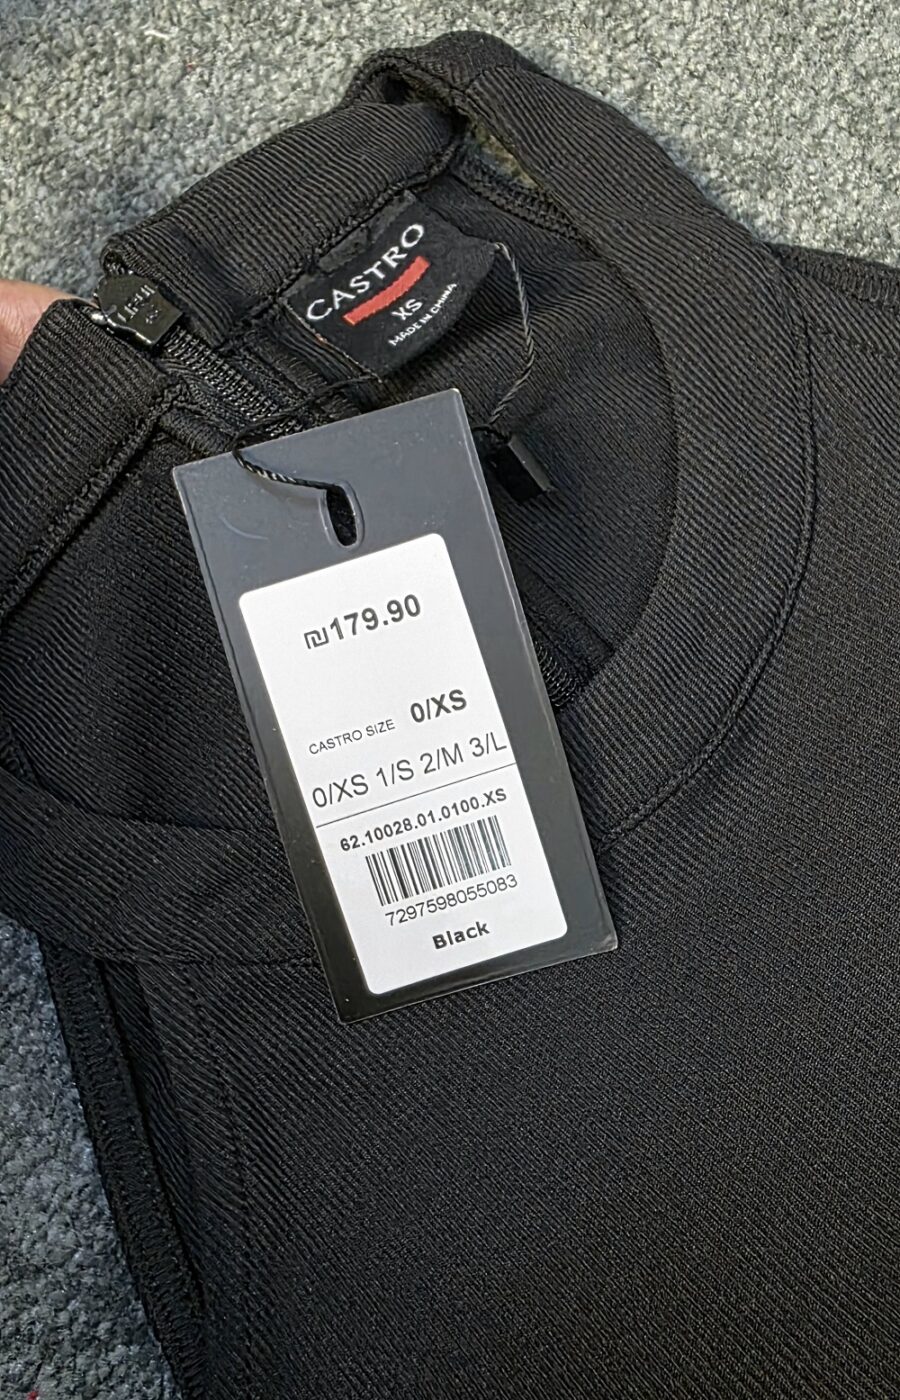 CASTRO
XS
MADE IN CHINA
₪179.90
CASTRO SIZE 0/XS
0/XS 1/S 2/M 3/L
62.10028.01.0100.XS
7297598055083
Black